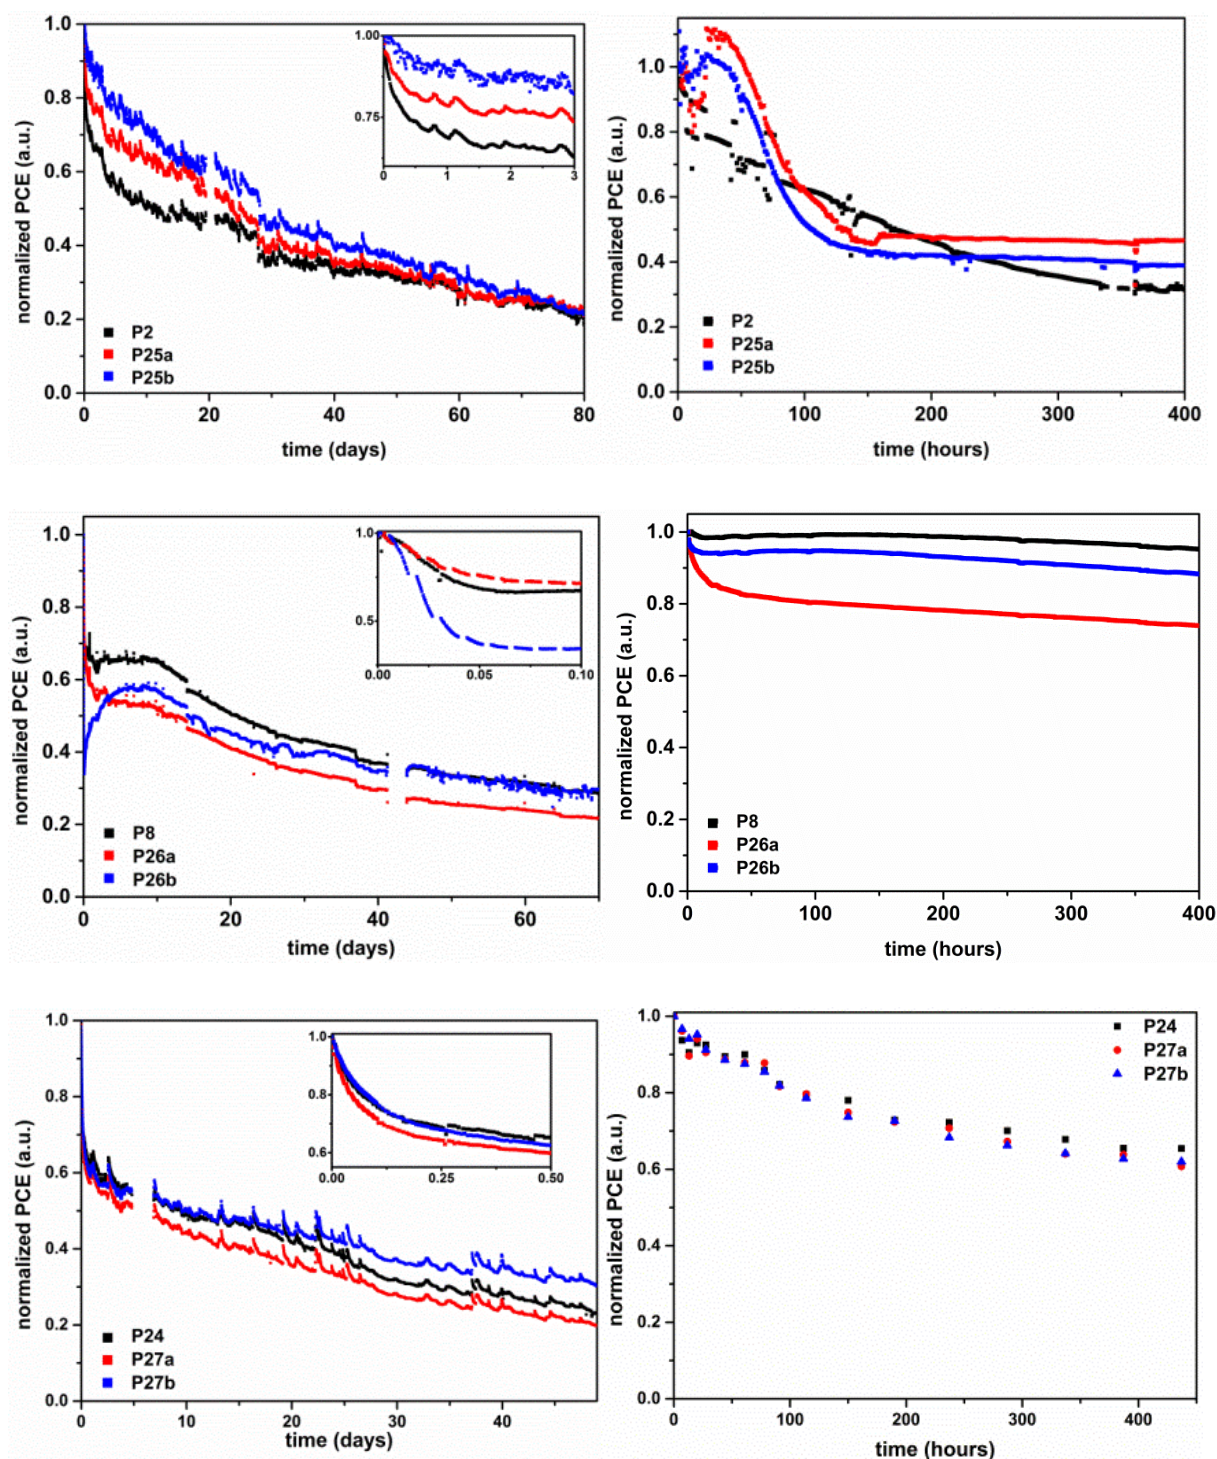 normalized PCE (a.u.)
1.0
0.8
0.6
0.4
0.2
0.0
1.00
0.75
0 1 2 3
P2
P25a
P25b
0 20 40 60 80
time (days)
normalized PCE (a.u.)
1.0
0.8
0.6
0.4
0.2
0.0
P2
P25a
P25b
0 100 200 300 400
time (hours)
normalized PCE (a.u.)
1.0
0.8
0.6
0.4
0.2
0.0
1.0
0.5
0.00 0.05 0.10
P8
P26a
P26b
0 20 40 60
time (days)
normalized PCE (a.u.)
1.0
0.8
0.6
0.4
0.2
0.0
P8
P26a
P26b
0 100 200 300 400
time (hours)
normalized PCE (a.u.)
1.0
0.8
0.6
0.4
0.2
0.0
1.0
0.8
0.6
0.00 0.25 0.50
P24
P27a
P27b
0 10 20 30 40
time (days)
normalized PCE (a.u.)
1.0
0.8
0.6
0.4
0.2
0.0
P24
P27a
P27b
0 100 200 300 400
time (hours)